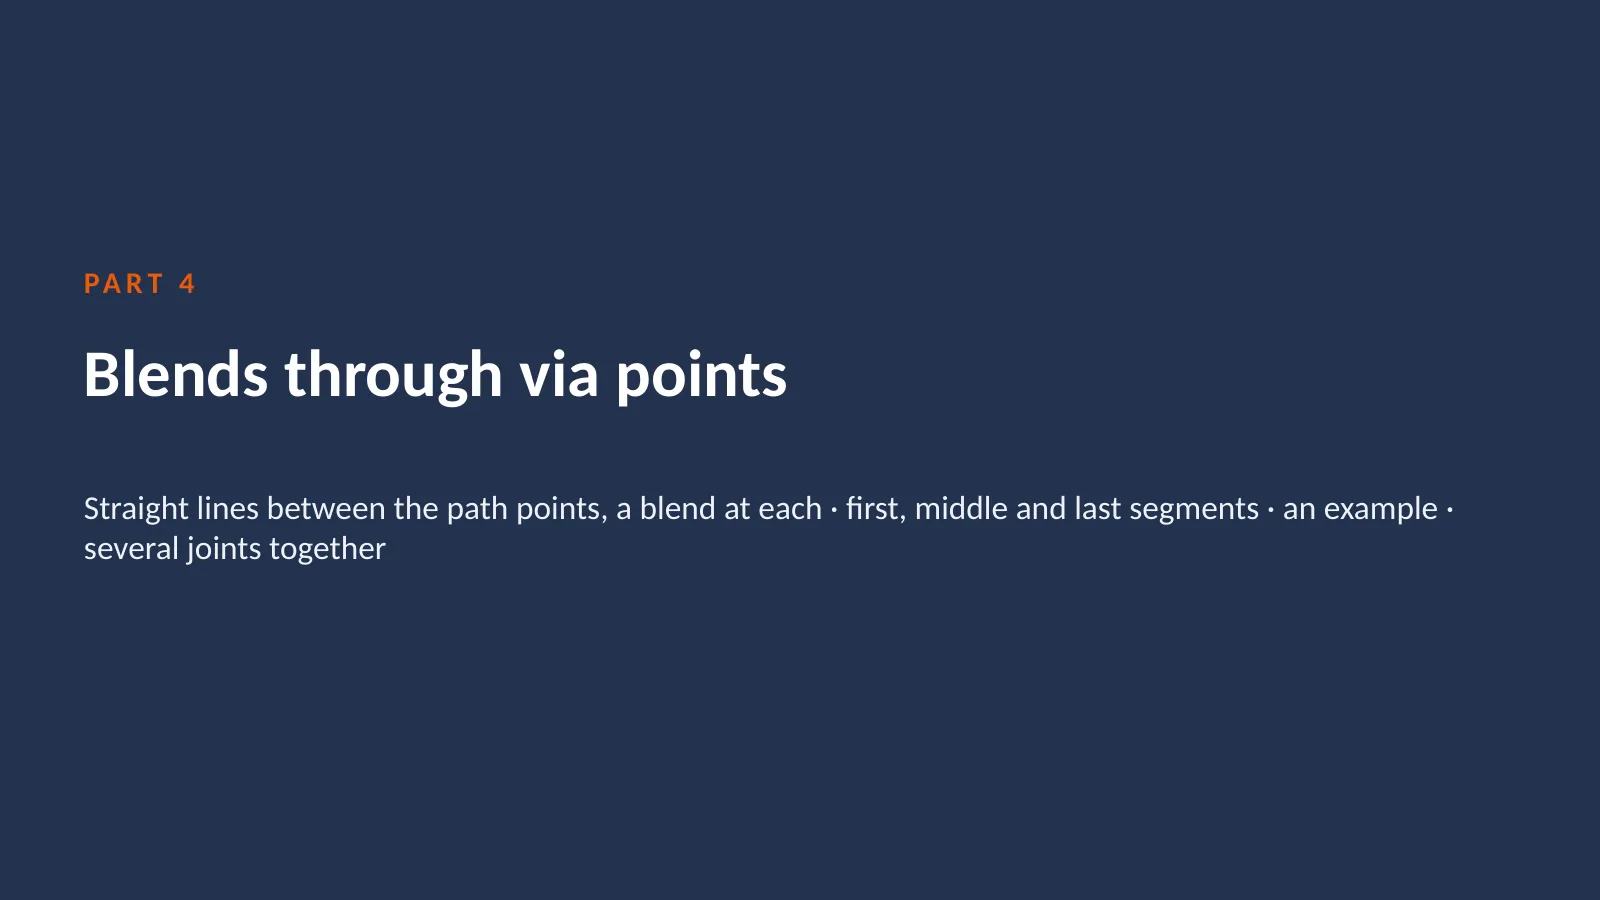 PART 4
Blends through via points
Straight lines between the path points, a blend at each · first, middle and last segments · an example ·
several joints together